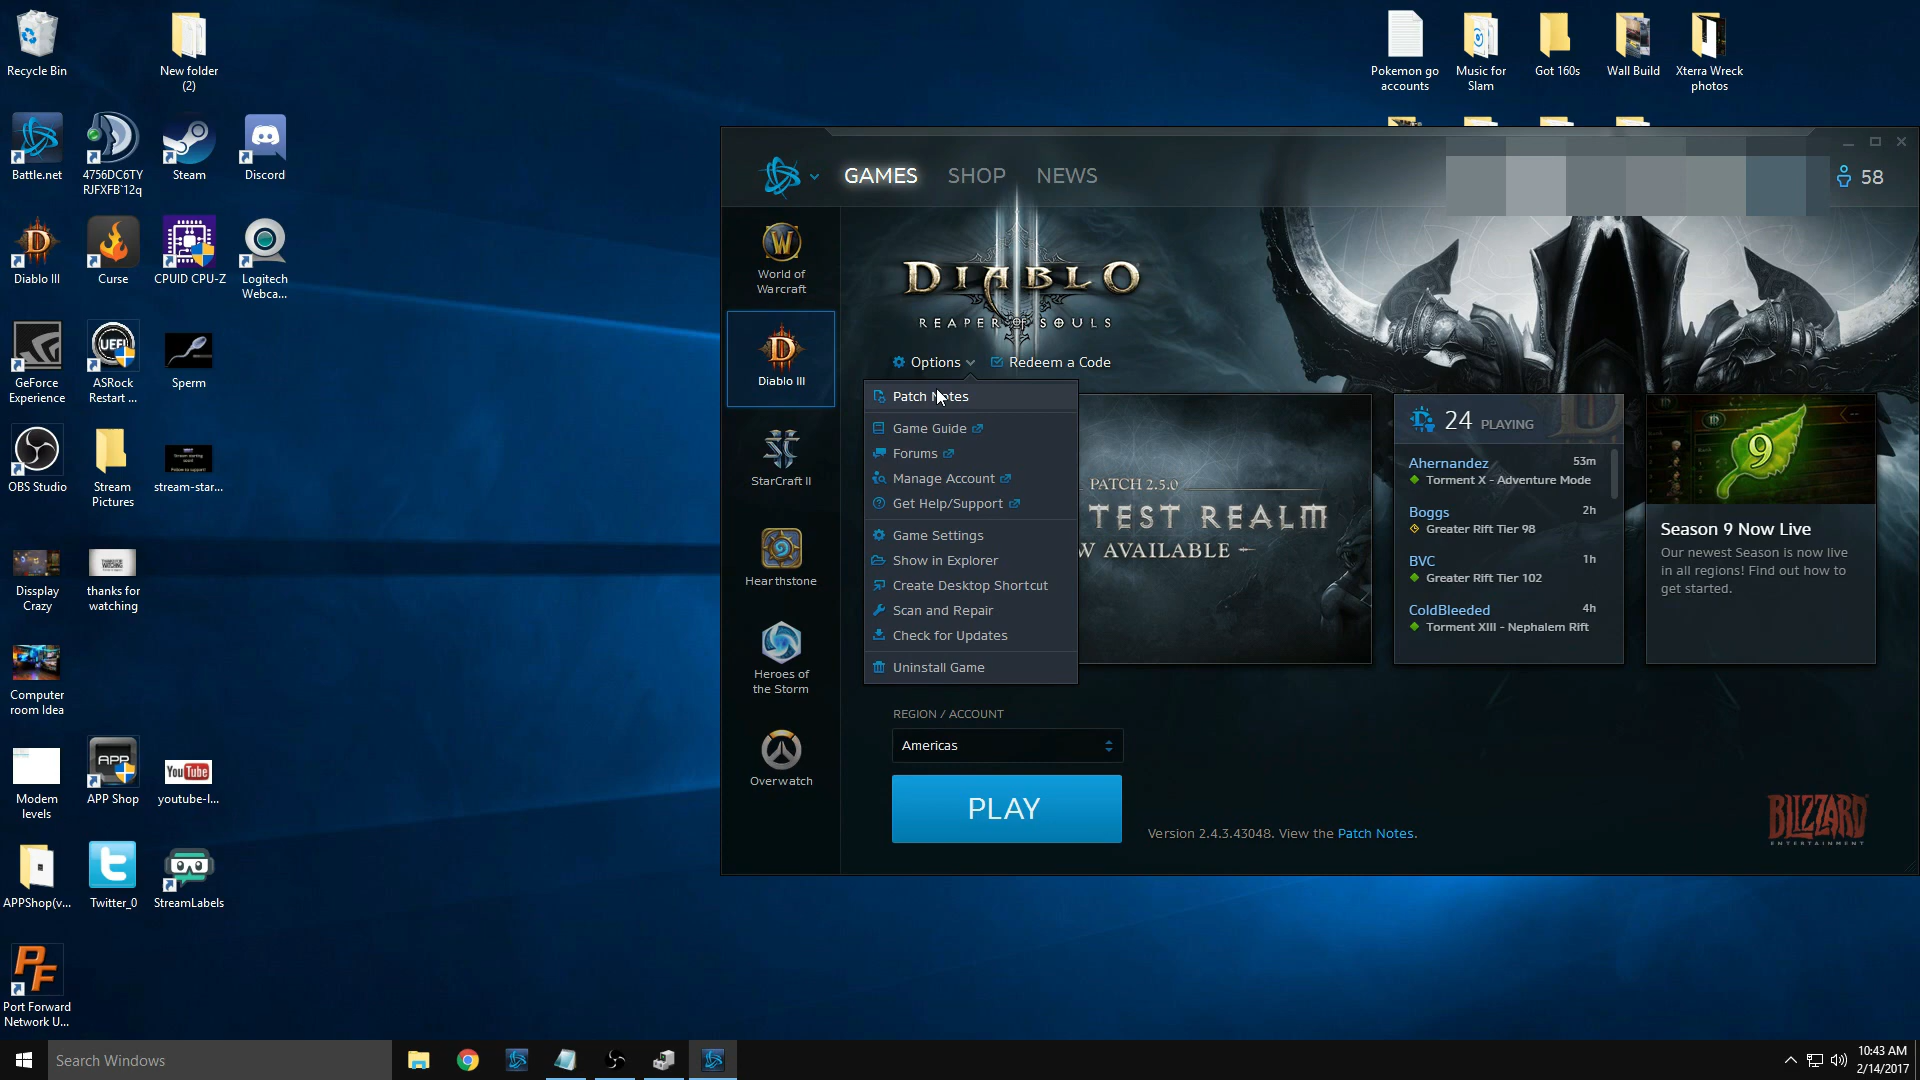 Recycle Bin
New folder
(2)
Battle.net
4756DC6TY
RJFXFB`12q
Steam
Discord
Diablo III
Curse
CPUID CPU-Z
Logitech
Webca...
GeForce
Experience
ASRock
Restart ...
Sperm
OBS Studio
Stream
Pictures
stream-star...
Dissplay
Crazy
thanks for
watching
Computer
room Idea
Modem
levels
APP Shop
youtube-l...
APPShop(v...
Twitter_0
StreamLabels
Port Forward
Network U...
Pokemon go
accounts
Music for
Slam
Got 160s
Wall Build
Xterra Wreck
photos
GAMES
SHOP
NEWS
58
World of
Warcraft
Diablo III
StarCraft II
Hearthstone
Heroes of
the Storm
Overwatch
DIABLO
REAPER OF SOULS
Options
Redeem a Code
Patch Notes
Game Guide
Forums
Manage Account
Get Help/Support
Game Settings
Show in Explorer
Create Desktop Shortcut
Scan and Repair
Check for Updates
Uninstall Game
PATCH 2.5.0
TEST REALM
W AVAILABLE
24 PLAYING
Ahernandez 53m
Torment X - Adventure Mode
Boggs 2h
Greater Rift Tier 98
BVC 1h
Greater Rift Tier 102
ColdBleeded 4h
Torment XIII - Nephalem Rift
9
Season 9 Now Live
Our newest Season is now live
in all regions! Find out how to
get started.
REGION / ACCOUNT
Americas
PLAY
Version 2.4.3.43048. View the Patch Notes.
BLIZZARD
ENTERTAINMENT
Search Windows
10:43 AM
2/14/2017
UEFI
APP
YouTube
PF